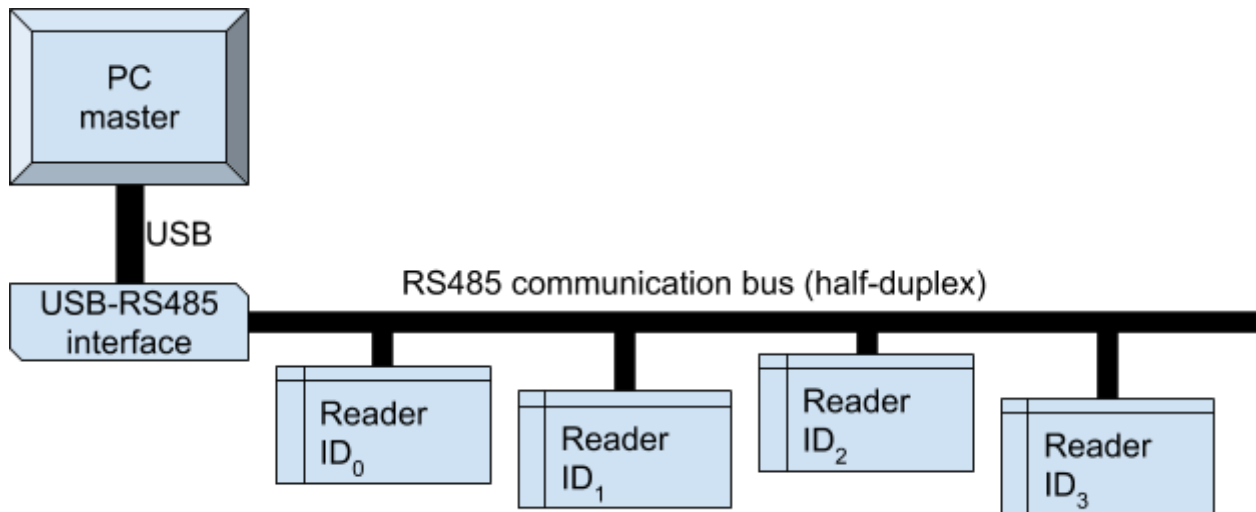 PC
master
USB
USB-RS485
interface
RS485 communication bus (half-duplex)
Reader
ID₀
Reader
ID₁
Reader
ID₂
Reader
ID₃